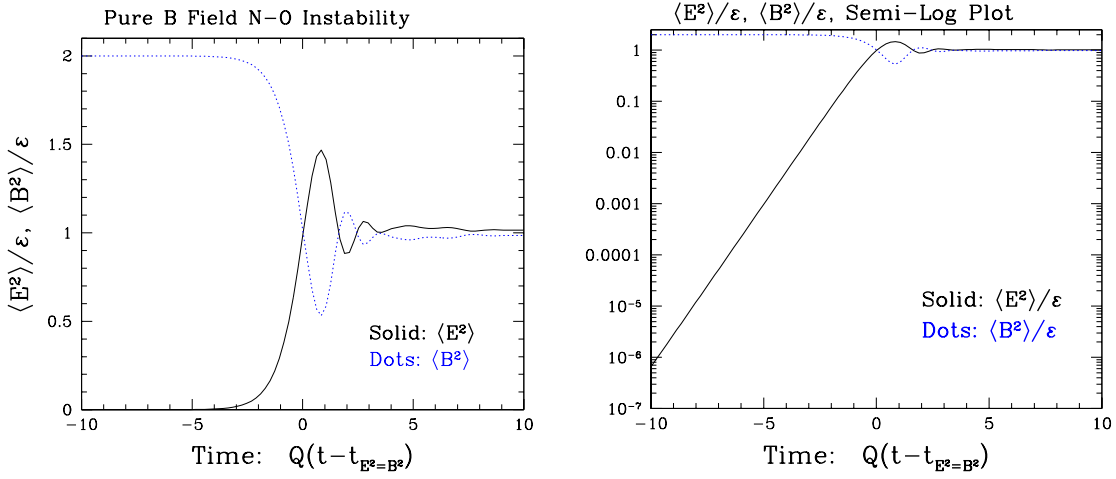 Pure B Field N-O Instability
⟨E²⟩/ε, ⟨B²⟩/ε
2
1.5
1
0.5
0
Solid: ⟨E²⟩
Dots: ⟨B²⟩
-10
-5
0
5
10
Time: Q(t-t_{E²=B²})
⟨E²⟩/ε, ⟨B²⟩/ε, Semi-Log Plot
1
0.1
0.01
0.001
0.0001
10⁻⁵
10⁻⁶
10⁻⁷
Solid: ⟨E²⟩/ε
Dots: ⟨B²⟩/ε
-10
-5
0
5
10
Time: Q(t-t_{E²=B²})